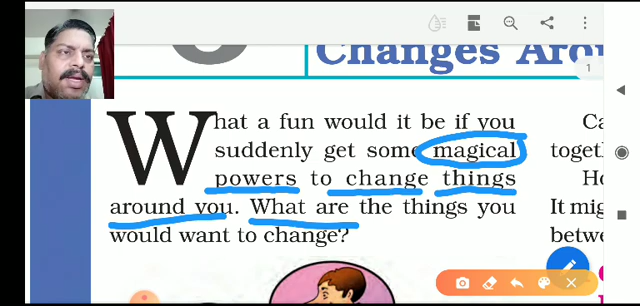 Changes Aro
1
What a fun would it be if you
suddenly get some magical
powers to change things
around you. What are the things you
would want to change?
Ca
toget
Ho
It mig
betwe